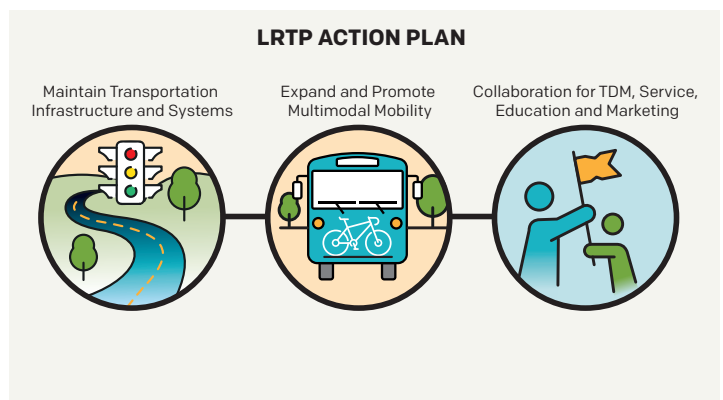 LRTP ACTION PLAN
Maintain Transportation
Infrastructure and Systems
Expand and Promote
Multimodal Mobility
Collaboration for TDM, Service,
Education and Marketing